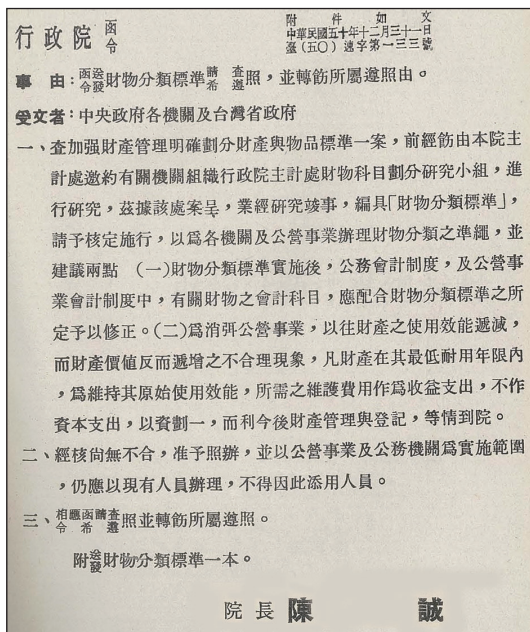 行政院 函令
附件如文
中華民國五十年十二月三十一日
臺(五〇)速字第一三三號
事由:函送令發財物分類標準請希查遵照,並轉飭所屬遵照由。
受文者:中央政府各機關及台灣省政府
一、查加强財產管理明確劃分財產與物品標準一案,前經飭由本院主
計處邀約有關機關組織行政院主計處財物科目劃分研究小組,進
行研究,茲據該處案呈,業經研究竣事,編具「財物分類標準」,
請予核定施行,以爲各機關及公營事業辦理財物分類之準繩,並
建議兩點 (一)財物分類標準實施後,公務會計制度,及公營事
業會計制度中,有關財物之會計科目,應配合財物分類標準之所
定予以修正。(二)爲消弭公營事業,以往財產之使用效能遞減,
而財產價值反而遞增之不合理現象,凡財產在其最低耐用年限內
,爲維持其原始使用效能,所需之維護費用作爲收益支出,不作
資本支出,以資劃一,而利今後財產管理與登記,等情到院。
二、經核尙無不合,准予照辦,並以公營事業及公務機關爲實施範圍
,仍應以現有人員辦理,不得因此添用人員。
三、相應函請查令希遵照並轉飭所屬遵照。
附送發財物分類標準一本。
院長 陳 誠